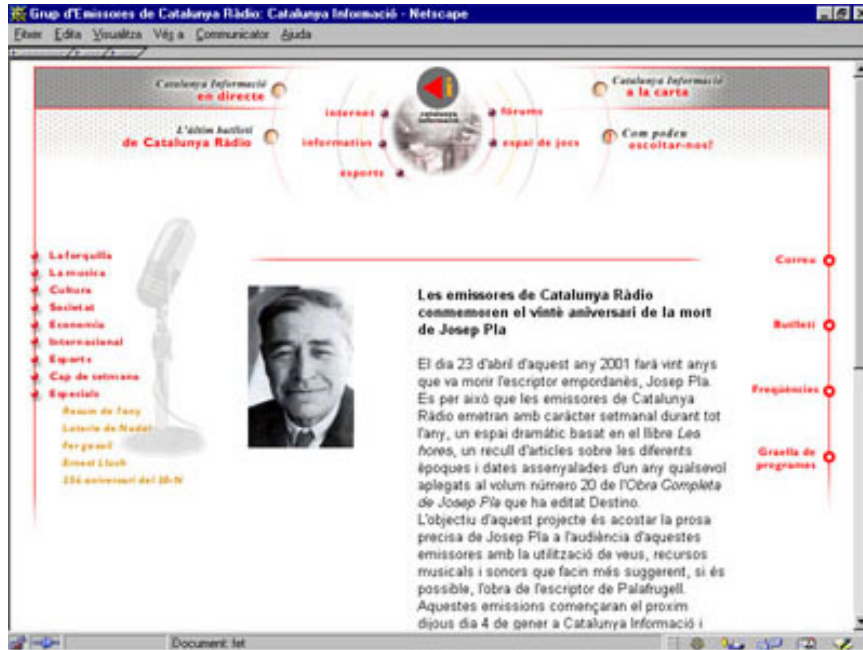 Grup d'Emissores de Catalunya Ràdio: Catalunya Informació - Netscape
Fitxer Edita Visualitza Vés a Communicator Ajuda
Catalunya Informació
en directe
Catalunya Informació
a la carta
internet
fòrums
catalunya
informació
L'últim butlletí
de Catalunya Ràdio
informatius
espai de jocs
Com podeu
escoltar-nos?
esports
La forquilla
La musica
Cultura
Societat
Economia
Internacional
Esports
Cap de setmana
Especials
Resum de l'any
Loteria de Nadal
Ernest Lluch
25è aniversari del 20-N
Correu
Butlletí
Freqüències
Graella de
programes
Les emissores de Catalunya Ràdio
conmemoren el vintè aniversari de la mort
de Josep Pla
El dia 23 d'abril d'aquest any 2001 farà vint anys
que va morir l'escriptor empordanès, Josep Pla.
Es per això que les emissores de Catalunya
Ràdio emetran amb caràcter setmanal durant tot
l'any, un espai dramàtic basat en el llibre Les
hores, un recull d'articles sobre les diferents
èpoques i dates assenyalades d'un any qualsevol
aplegats al volum número 20 de l'Obra Completa
de Josep Pla que ha editat Destino.
L'objectiu d'aquest projecte és acostar la prosa
precisa de Josep Pla a l'audiència d'aquestes
emissores amb la utilització de veus, recursos
musicals i sonors que facin més suggerent, si és
possible, l'obra de l'escriptor de Palafrugell.
Aquestes emissions començaran el proxim
dijous dia 4 de gener a Catalunya Informació i
Document: fet